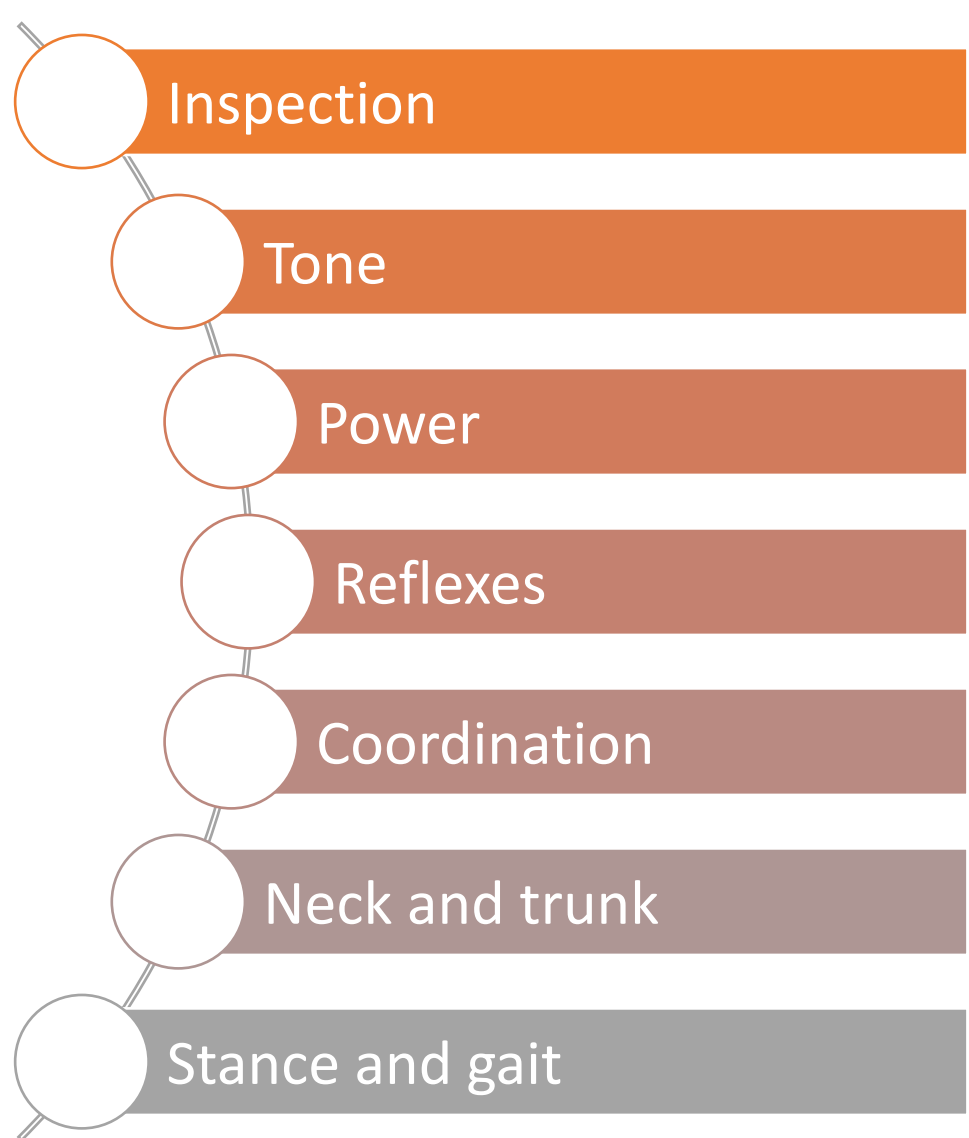 Inspection
Tone
Power
Reflexes
Coordination
Neck and trunk
Stance and gait